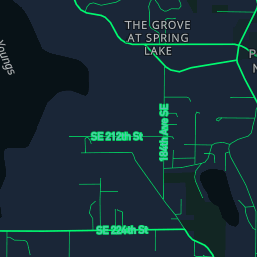 THE GROVE
AT SPRING
LAKE
Youngs
P
N
184th Ave SE
SE 212th St
SE 224th St